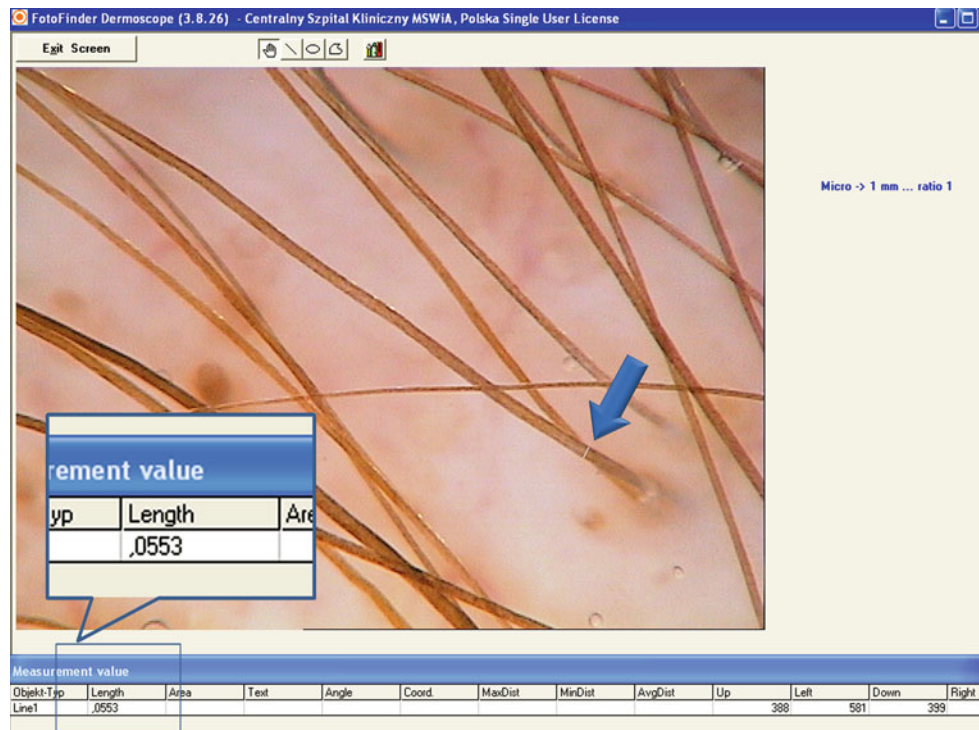 FotoFinder Dermoscope (3.8.26) - Centralny Szpital Kliniczny MSWiA, Polska Single User License
Exit Screen
Micro -> 1 mm ... ratio 1
rement value
yp Length Are
,0553
Measurement value
Objekt-Typ Length Area Text Angle Coord. MaxDist MinDist AvgDist Up Left Down Right
Line1 ,0553 388 581 399